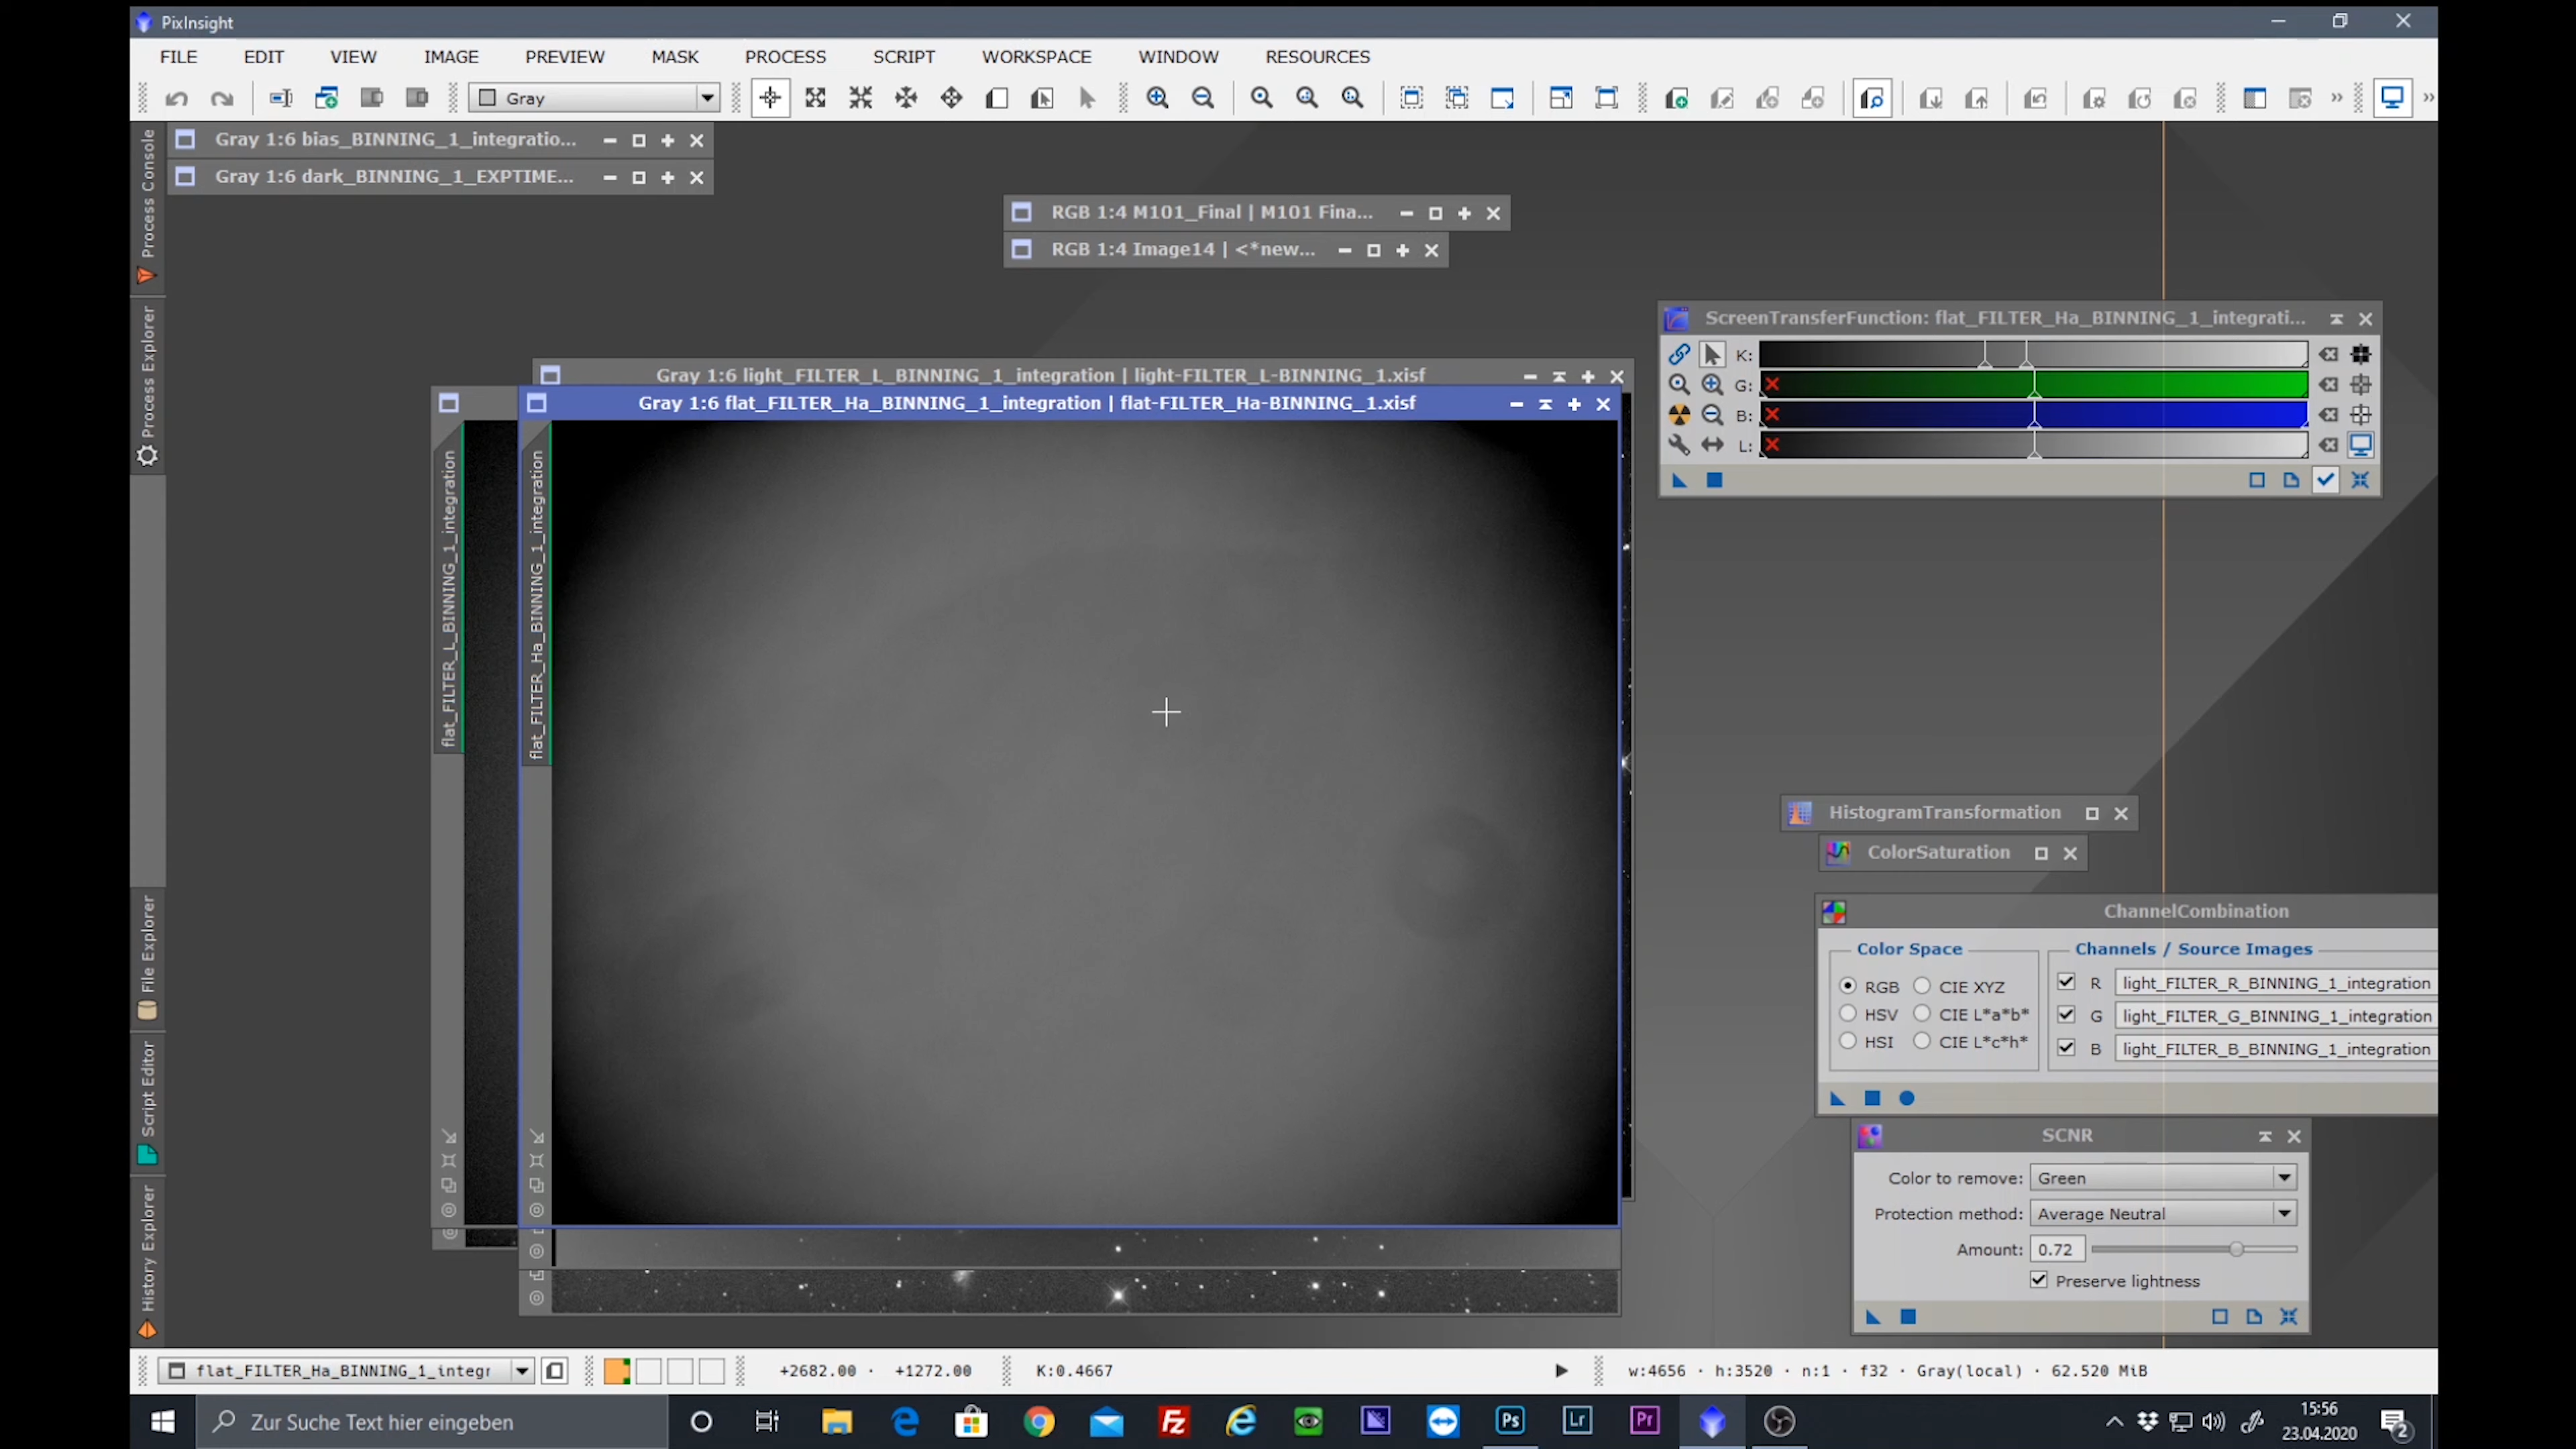 PixInsight
FILE EDIT VIEW IMAGE PREVIEW MASK PROCESS SCRIPT WORKSPACE WINDOW RESOURCES
Gray
Process Console
Process Explorer
File Explorer
Script Editor
History Explorer
Gray 1:6 bias_BINNING_1_integratio...
Gray 1:6 dark_BINNING_1_EXPTIME...
RGB 1:4 M101_Final | M101 Fina...
RGB 1:4 Image14 | <*new...
Gray 1:6 light_FILTER_L_BINNING_1_integration | light-FILTER_L-BINNING_1.xisf
Gray 1:6 flat_FILTER_Ha_BINNING_1_integration | flat-FILTER_Ha-BINNING_1.xisf
flat_FILTER_L_BINNING_1_integration
flat_FILTER_Ha_BINNING_1_integration
ScreenTransferFunction: flat_FILTER_Ha_BINNING_1_integrati...
K:
G:
B:
L:
HistogramTransformation
ColorSaturation
ChannelCombination
Color Space
RGB CIE XYZ
HSV CIE L*a*b*
HSI CIE L*c*h*
Channels / Source Images
R light_FILTER_R_BINNING_1_integration
G light_FILTER_G_BINNING_1_integration
B light_FILTER_B_BINNING_1_integration
SCNR
Color to remove: Green
Protection method: Average Neutral
Amount: 0.72
Preserve lightness
flat_FILTER_Ha_BINNING_1_integr
+2682.00 · +1272.00
K:0.4667
w:4656 · h:3520 · n:1 · f32 · Gray(local) · 62.520 MiB
Zur Suche Text hier eingeben
Fz
Ps
Lr
Pr
15:56
23.04.2020
2